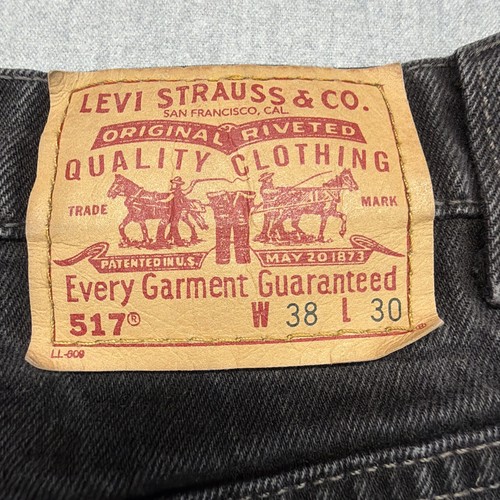 LEVI STRAUSS & CO.
SAN FRANCISCO, CAL.
ORIGINAL RIVETED
QUALITY CLOTHING
TRADE MARK
PATENTED IN U.S. MAY 20 1873
Every Garment Guaranteed
517® W 38 L 30
LL-809